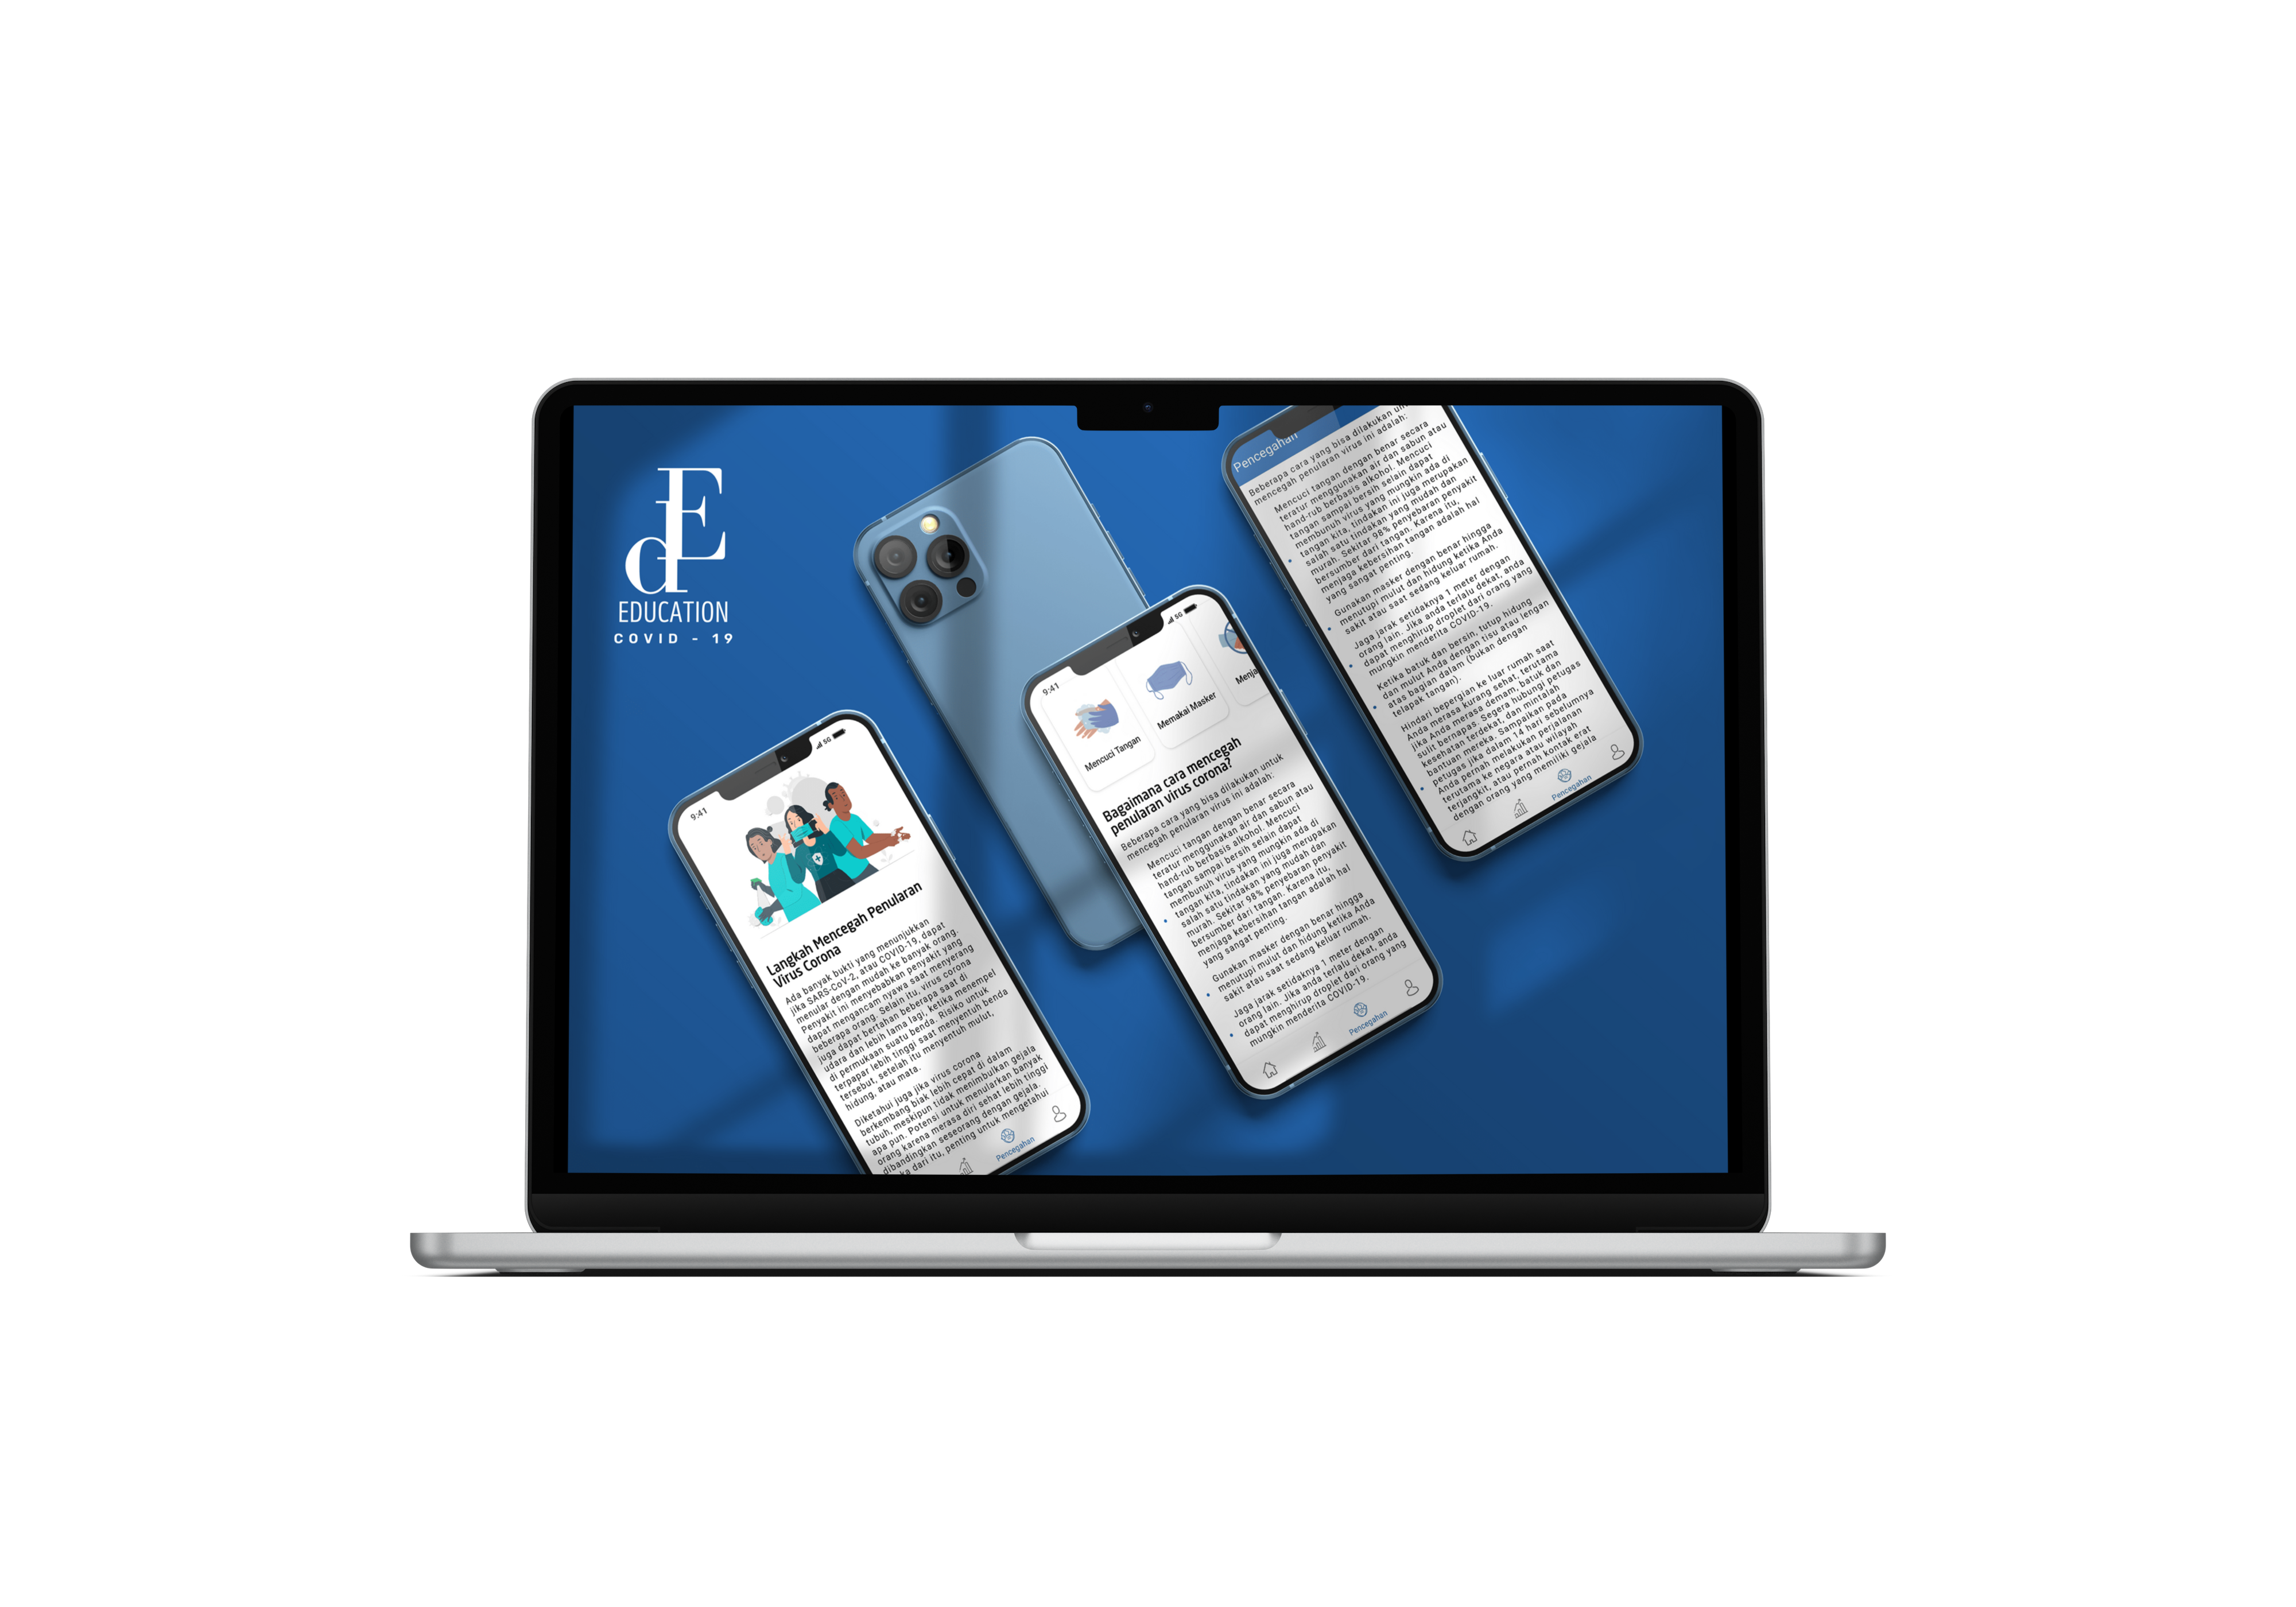 dE
EDUCATION
COVID - 19
9:41
5G
Langkah Mencegah Penularan
Virus Corona
Ada banyak bukti yang menunjukkan
jika SARS-CoV-2, atau COVID-19, dapat
menular dengan mudah ke banyak orang.
Penyakit ini menyebabkan penyakit yang
dapat mengancam nyawa saat menyerang
beberapa orang. Selain itu, virus corona
juga dapat bertahan beberapa saat di
udara dan lebih lama lagi, ketika menempel
di permukaan suatu benda. Risiko untuk
terpapar lebih tinggi saat menyentuh benda
tersebut, setelah itu menyentuh mulut,
hidung, atau mata.
Diketahui juga jika virus corona
berkembang biak lebih cepat di dalam
tubuh, meskipun tidak menimbulkan gejala
apa pun. Potensi untuk menularkan banyak
orang karena merasa diri sehat lebih tinggi
dibandingkan seseorang dengan gejala.
dari itu, penting untuk mengetahui
Pencegahan
9:41
5G
Mencuci Tangan
Memakai Masker
Menja
Bagaimana cara mencegah
penularan virus corona?
Beberapa cara yang bisa dilakukan untuk
mencegah penularan virus ini adalah:
Mencuci tangan dengan benar secara
teratur menggunakan air dan sabun atau
hand-rub berbasis alkohol. Mencuci
tangan sampai bersih selain dapat
membunuh virus yang mungkin ada di
tangan kita, tindakan ini juga merupakan
salah satu tindakan yang mudah dan
murah. Sekitar 98% penyebaran penyakit
bersumber dari tangan. Karena itu,
menjaga kebersihan tangan adalah hal
yang sangat penting.
Gunakan masker dengan benar hingga
menutupi mulut dan hidung ketika Anda
sakit atau saat sedang keluar rumah.
Jaga jarak setidaknya 1 meter dengan
orang lain. Jika anda terlalu dekat, anda
dapat menghirup droplet dari orang yang
mungkin menderita COVID-19.
Pencegahan
Pencegahan
Beberapa cara yang bisa dilakukan un
mencegah penularan virus ini adalah:
Mencuci tangan dengan benar secara
teratur menggunakan air dan sabun atau
hand-rub berbasis alkohol. Mencuci
tangan sampai bersih selain dapat
membunuh virus yang mungkin ada di
tangan kita, tindakan ini juga merupakan
salah satu tindakan yang mudah dan
murah. Sekitar 98% penyebaran penyakit
bersumber dari tangan. Karena itu,
menjaga kebersihan tangan adalah hal
yang sangat penting.
Gunakan masker dengan benar hingga
menutupi mulut dan hidung ketika Anda
sakit atau saat sedang keluar rumah.
Jaga jarak setidaknya 1 meter dengan
orang lain. Jika anda terlalu dekat, anda
dapat menghirup droplet dari orang yang
mungkin menderita COVID-19.
Ketika batuk dan bersin, tutup hidung
dan mulut Anda dengan tisu atau lengan
atas bagian dalam (bukan dengan
telapak tangan).
Hindari bepergian ke luar rumah saat
Anda merasa kurang sehat, terutama
jika Anda merasa demam, batuk dan
sulit bernapas. Segera hubungi petugas
kesehatan terdekat, dan mintalah
bantuan mereka. Sampaikan pada
petugas jika dalam 14 hari sebelumnya
Anda pernah melakukan perjalanan
terutama ke negara atau wilayah
terjangkit, atau pernah kontak erat
dengan orang yang memiliki gejala
Pencegahan